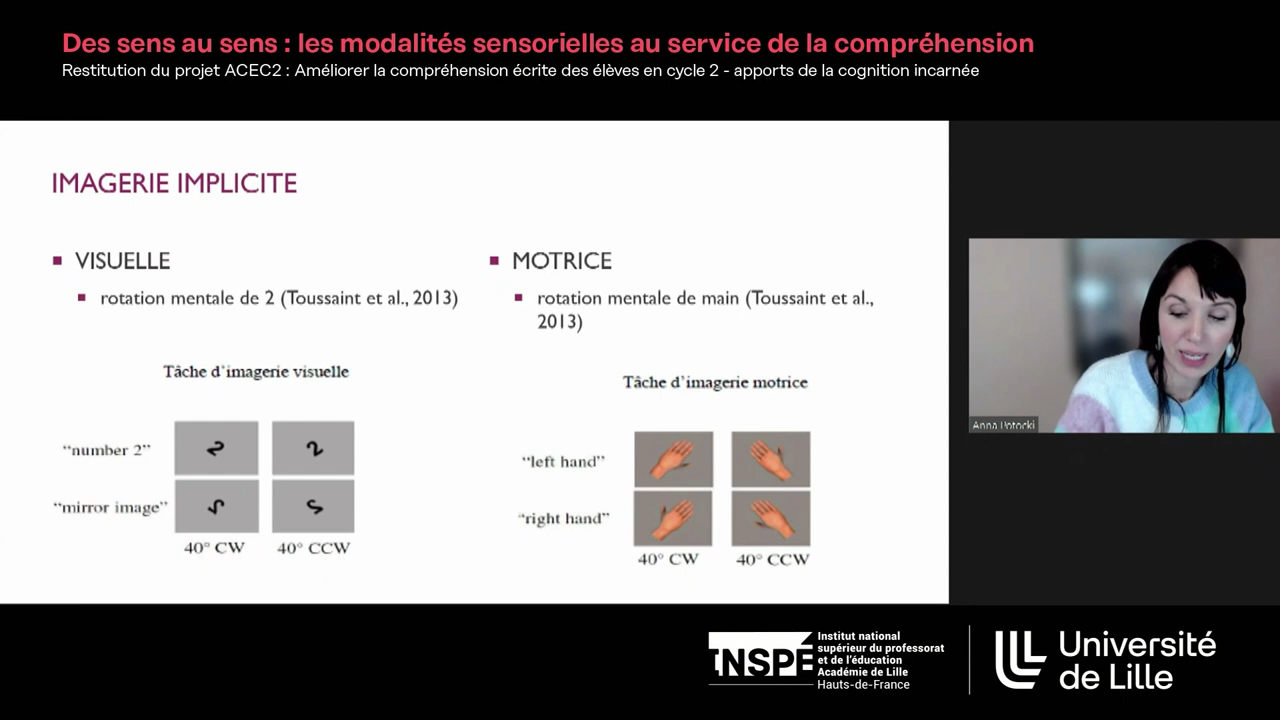 Des sens au sens : les modalités sensorielles au service de la compréhension
Restitution du projet ACEC2 : Améliorer la compréhension écrite des élèves en cycle 2 - apports de la cognition incarnée
IMAGERIE IMPLICITE
VISUELLE
rotation mentale de 2 (Toussaint et al., 2013)
Tâche d'imagerie visuelle
“number 2”
“mirror image”
40° CW
40° CCW
MOTRICE
rotation mentale de main (Toussaint et al.,
2013)
Tâche d'imagerie motrice
“left hand”
“right hand”
40° CW
40° CCW
Anna Potocki
INSPÉ
Institut national
supérieur du professorat
et de l'éducation
Académie de Lille
Hauts-de-France
Université
de Lille